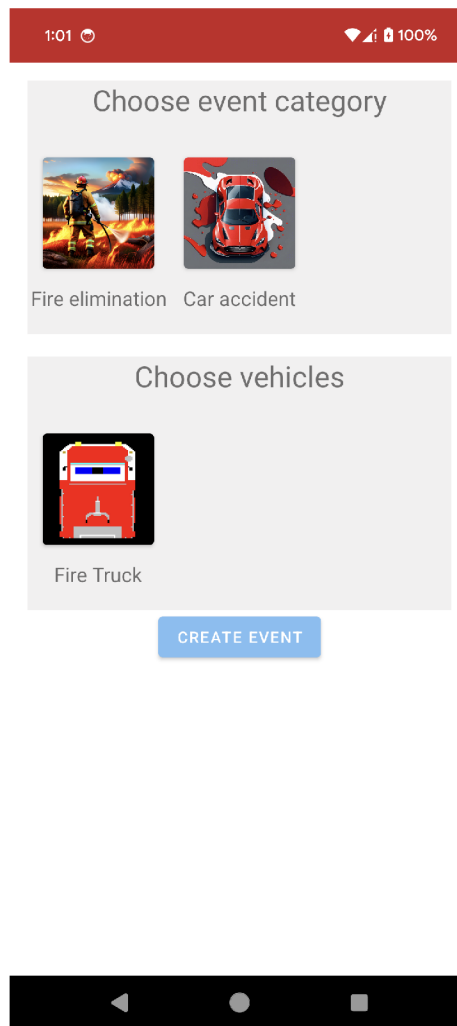 1:01 100%
Choose event category
Fire elimination Car accident
Choose vehicles
Fire Truck
CREATE EVENT